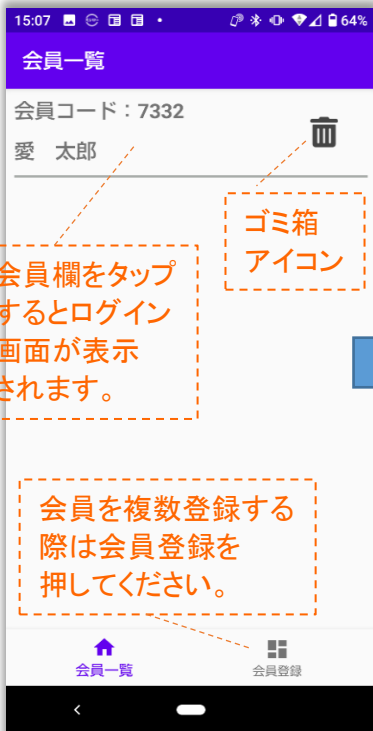 15:07
64%
会員一覧
会員コード：7332
愛　太郎
ゴミ箱
アイコン
会員欄をタップ
するとログイン
画面が表示
されます。
会員を複数登録する
際は会員登録を
押してください。
会員一覧
会員登録